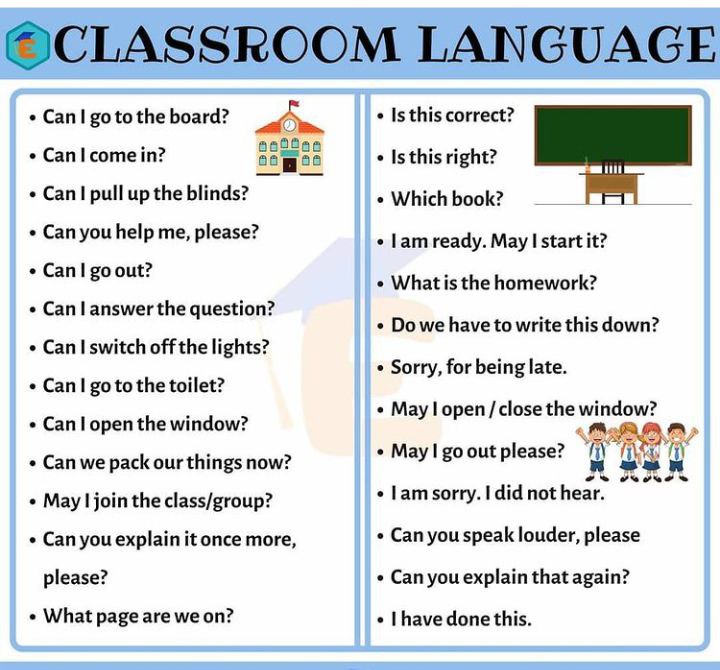 CLASSROOM LANGUAGE
• Can I go to the board?
• Can I come in?
• Can I pull up the blinds?
• Can you help me, please?
• Can I go out?
• Can I answer the question?
• Can I switch off the lights?
• Can I go to the toilet?
• Can I open the window?
• Can we pack our things now?
• May I join the class/group?
• Can you explain it once more,
please?
• What page are we on?
• Is this correct?
• Is this right?
• Which book?
• I am ready. May I start it?
• What is the homework?
• Do we have to write this down?
• Sorry, for being late.
• May I open / close the window?
• May I go out please?
• I am sorry. I did not hear.
• Can you speak louder, please
• Can you explain that again?
• I have done this.